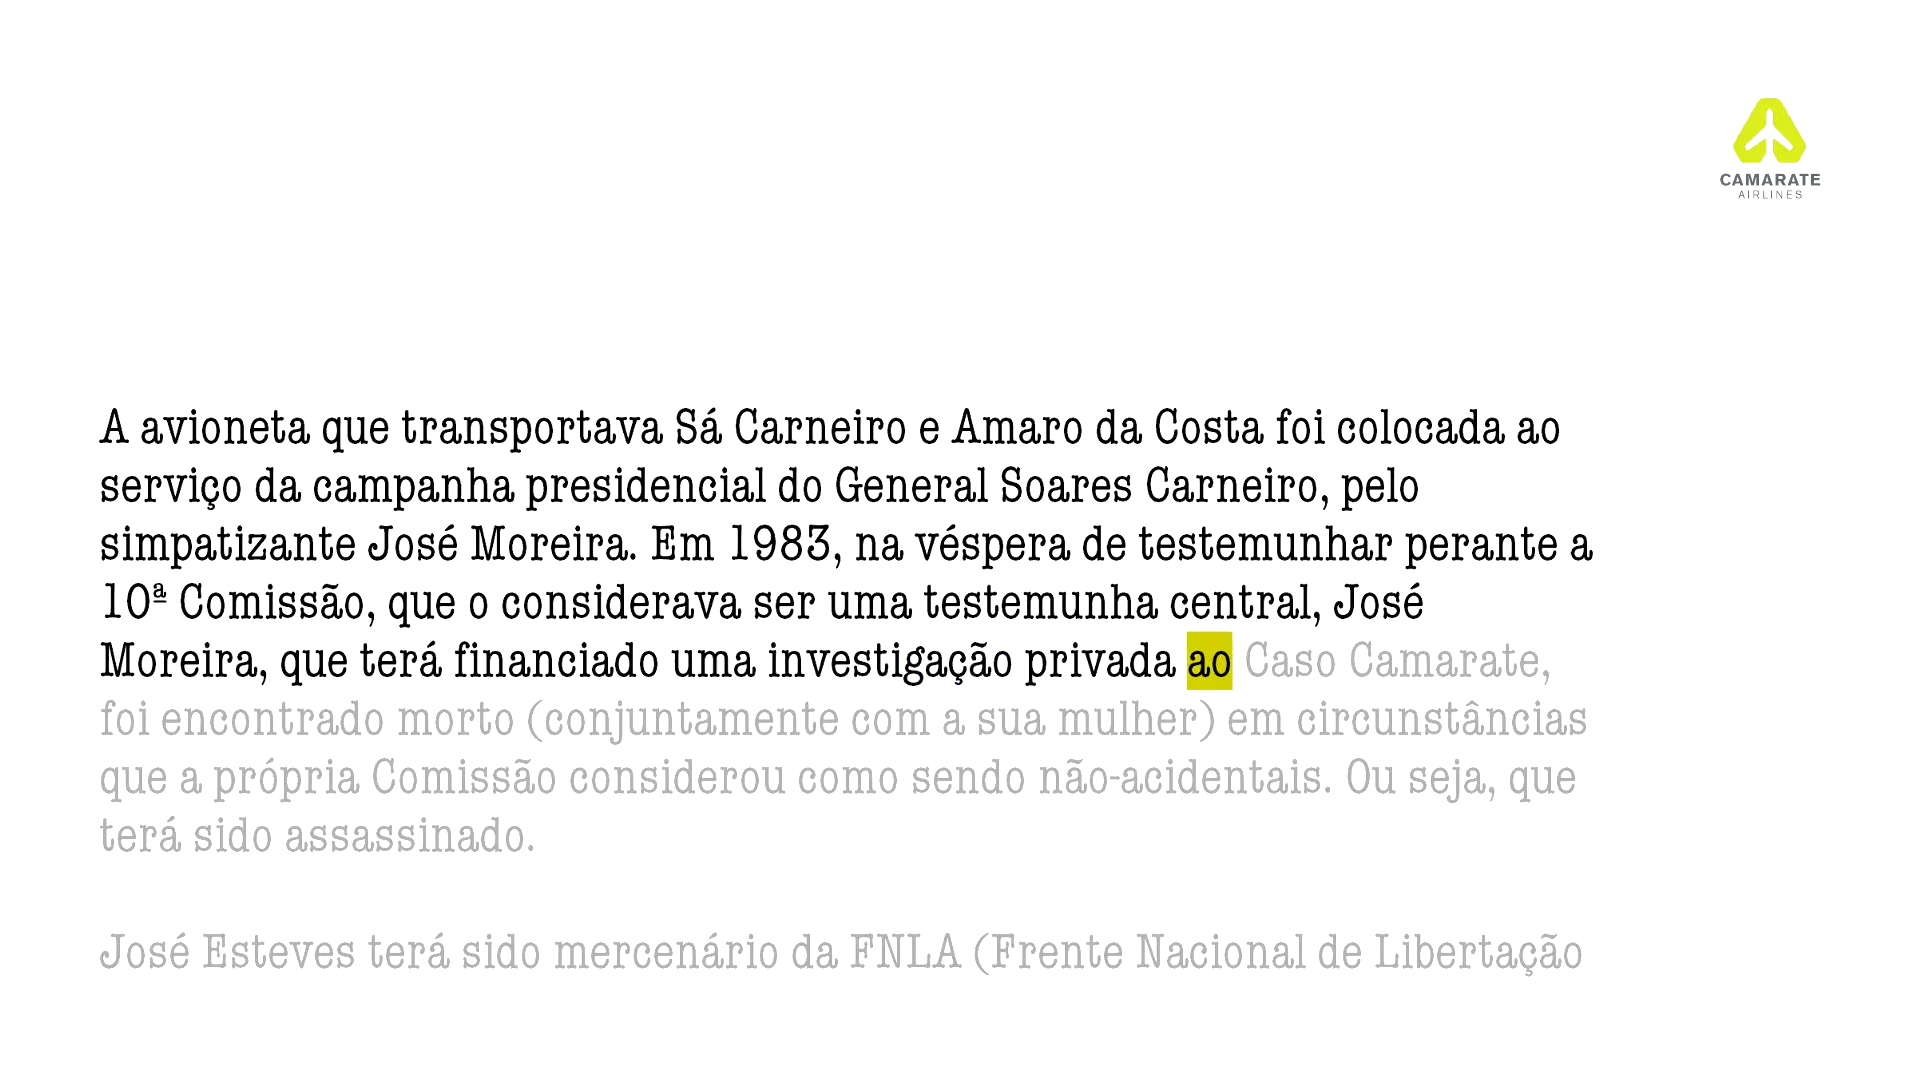 CAMARATE
AIRLINES
A avioneta que transportava Sá Carneiro e Amaro da Costa foi colocada ao
serviço da campanha presidencial do General Soares Carneiro, pelo
simpatizante José Moreira. Em 1983, na véspera de testemunhar perante a
10ª Comissão, que o considerava ser uma testemunha central, José
Moreira, que terá financiado uma investigação privada ao Caso Camarate,
foi encontrado morto (conjuntamente com a sua mulher) em circunstâncias
que a própria Comissão considerou como sendo não-acidentais. Ou seja, que
terá sido assassinado.
José Esteves terá sido mercenário da FNLA (Frente Nacional de Libertação